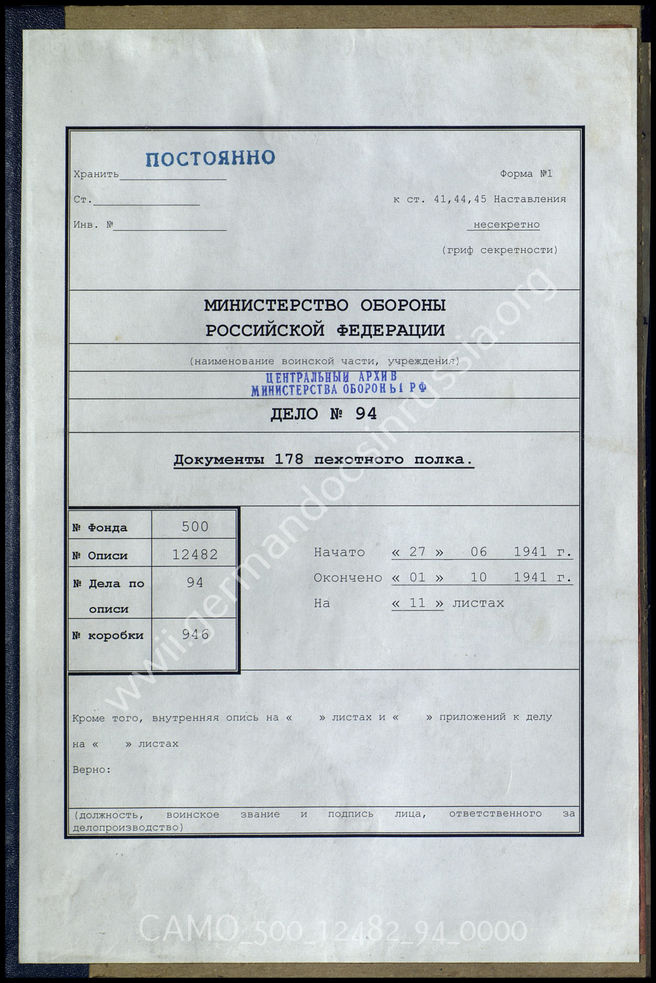 ПОСТОЯННО
Хранить
Форма №1
Ст.
к ст. 41,44,45 Наставления
Инв. №
несекретно
(гриф секретности)
МИНИСТЕРСТВО ОБОРОНЫ
РОССИЙСКОЙ ФЕДЕРАЦИИ
(наименование воинской части, учреждения)
ЦЕНТРАЛЬНЫЙ АРХИВ
МИНИСТЕРСТВА ОБОРОНЫ РФ
ДЕЛО № 94
Документы 178 пехотного полка.
№ Фонда 500
№ Описи 12482
№ Дела по описи 94
№ коробки 946
Начато « 27 » 06 1941 г.
Окончено « 01 » 10 1941 г.
На « 11 » листах
Кроме того, внутренняя опись на « » листах и « » приложений к делу
на « » листах
Верно:
(должность, воинское звание и подпись лица, ответственного за
делопроизводство)
www.germandocsinrussia.org
CAMO_500_12482_94_0000